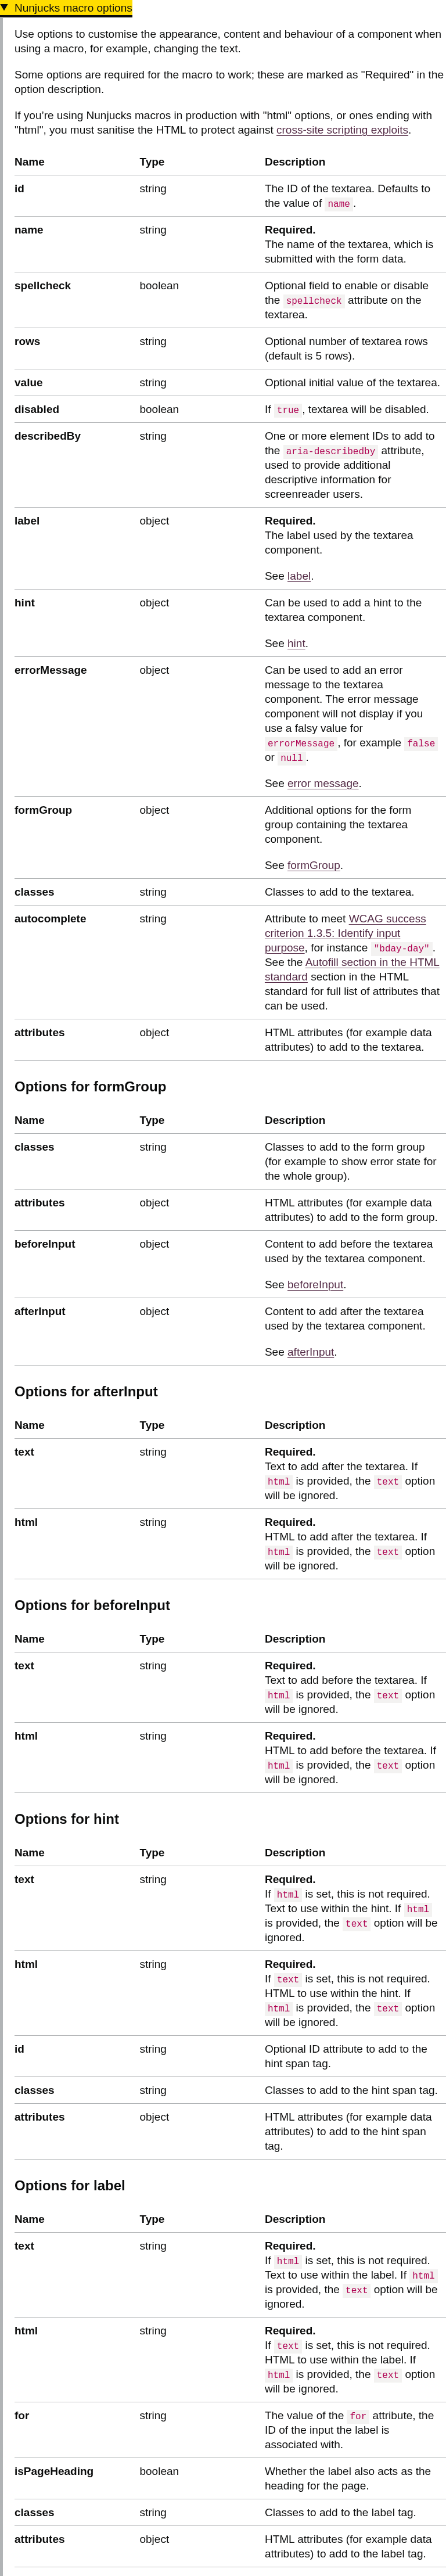 Nunjucks macro options
Use options to customise the appearance, content and behaviour of a component when
using a macro, for example, changing the text.
Some options are required for the macro to work; these are marked as "Required" in the
option description.
If you’re using Nunjucks macros in production with "html" options, or ones ending with
"html", you must sanitise the HTML to protect against cross-site scripting exploits.
Name Type Description
id string The ID of the textarea. Defaults to
the value of name .
name string Required.
The name of the textarea, which is
submitted with the form data.
spellcheck boolean Optional field to enable or disable
the spellcheck attribute on the
textarea.
rows string Optional number of textarea rows
(default is 5 rows).
value string Optional initial value of the textarea.
disabled boolean If true , textarea will be disabled.
describedBy string One or more element IDs to add to
the aria-describedby attribute,
used to provide additional
descriptive information for
screenreader users.
label object Required.
The label used by the textarea
component.
See label.
hint object Can be used to add a hint to the
textarea component.
See hint.
errorMessage object Can be used to add an error
message to the textarea
component. The error message
component will not display if you
use a falsy value for
errorMessage , for example false
or null .
See error message.
formGroup object Additional options for the form
group containing the textarea
component.
See formGroup.
classes string Classes to add to the textarea.
autocomplete string Attribute to meet WCAG success
criterion 1.3.5: Identify input
purpose, for instance "bday-day" .
See the Autofill section in the HTML
standard section in the HTML
standard for full list of attributes that
can be used.
attributes object HTML attributes (for example data
attributes) to add to the textarea.
Options for formGroup
Name Type Description
classes string Classes to add to the form group
(for example to show error state for
the whole group).
attributes object HTML attributes (for example data
attributes) to add to the form group.
beforeInput object Content to add before the textarea
used by the textarea component.
See beforeInput.
afterInput object Content to add after the textarea
used by the textarea component.
See afterInput.
Options for afterInput
Name Type Description
text string Required.
Text to add after the textarea. If
html is provided, the text option
will be ignored.
html string Required.
HTML to add after the textarea. If
html is provided, the text option
will be ignored.
Options for beforeInput
Name Type Description
text string Required.
Text to add before the textarea. If
html is provided, the text option
will be ignored.
html string Required.
HTML to add before the textarea. If
html is provided, the text option
will be ignored.
Options for hint
Name Type Description
text string Required.
If html is set, this is not required.
Text to use within the hint. If html
is provided, the text option will be
ignored.
html string Required.
If text is set, this is not required.
HTML to use within the hint. If
html is provided, the text option
will be ignored.
id string Optional ID attribute to add to the
hint span tag.
classes string Classes to add to the hint span tag.
attributes object HTML attributes (for example data
attributes) to add to the hint span
tag.
Options for label
Name Type Description
text string Required.
If html is set, this is not required.
Text to use within the label. If html
is provided, the text option will be
ignored.
html string Required.
If text is set, this is not required.
HTML to use within the label. If
html is provided, the text option
will be ignored.
for string The value of the for attribute, the
ID of the input the label is
associated with.
isPageHeading boolean Whether the label also acts as the
heading for the page.
classes string Classes to add to the label tag.
attributes object HTML attributes (for example data
attributes) to add to the label tag.